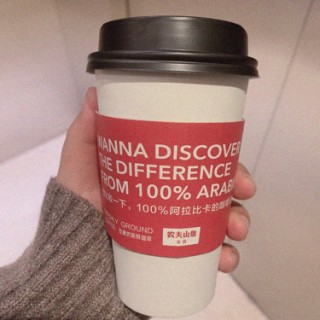 WANNA DISCOVER
THE DIFFERENCE
FROM 100% ARAB
一下，100%阿拉比卡的
GROUND
农夫山泉